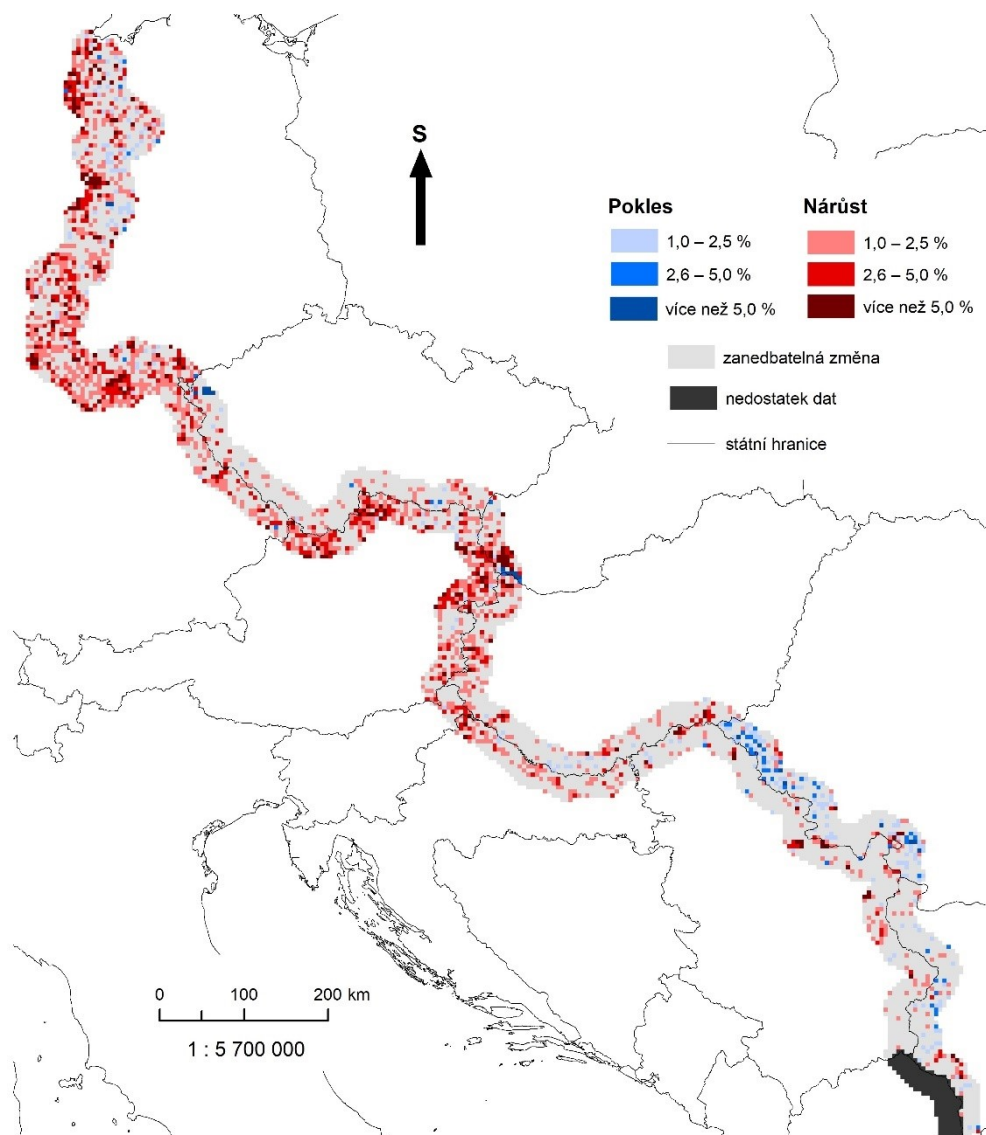 S
Pokles
Nárůst
1,0 – 2,5 %
1,0 – 2,5 %
2,6 – 5,0 %
2,6 – 5,0 %
více než 5,0 %
více než 5,0 %
zanedbatelná změna
nedostatek dat
státní hranice
0 100 200 km
1 : 5 700 000